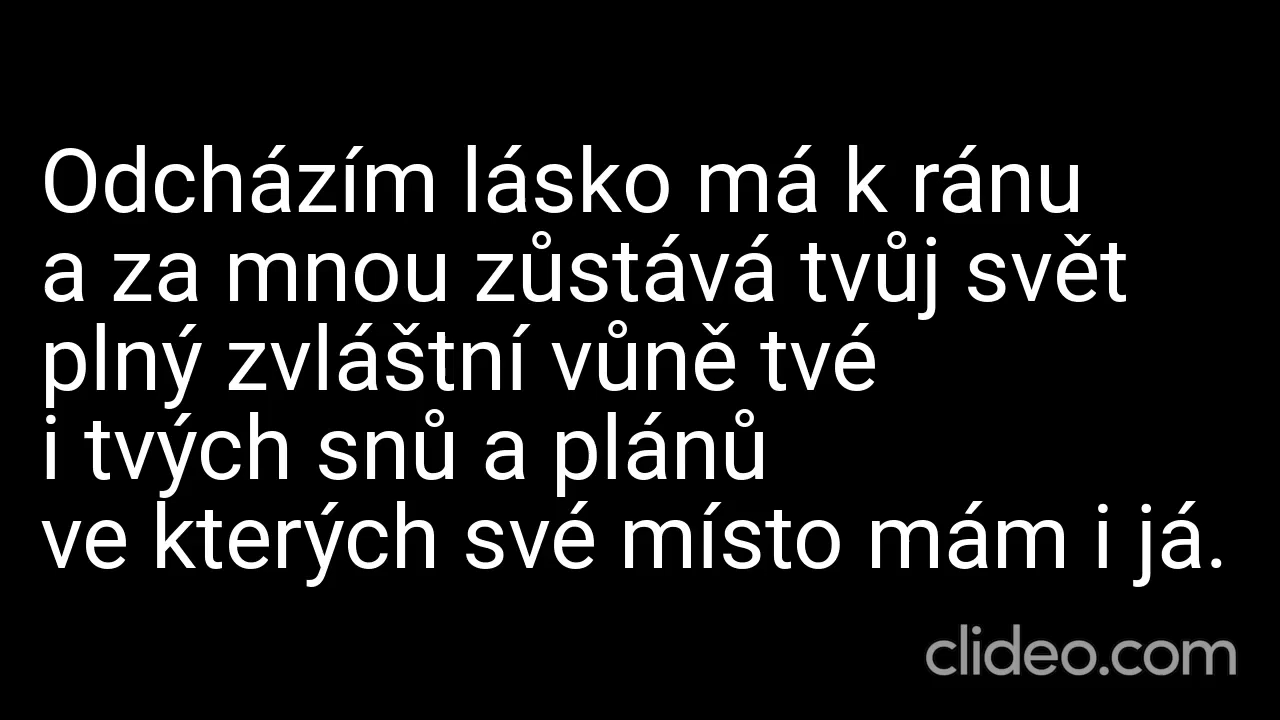 Odcházím lásko má k ránu
a za mnou zůstává tvůj svět
plný zvláštní vůně tvé
i tvých snů a plánů
ve kterých své místo mám i já.
clideo.com